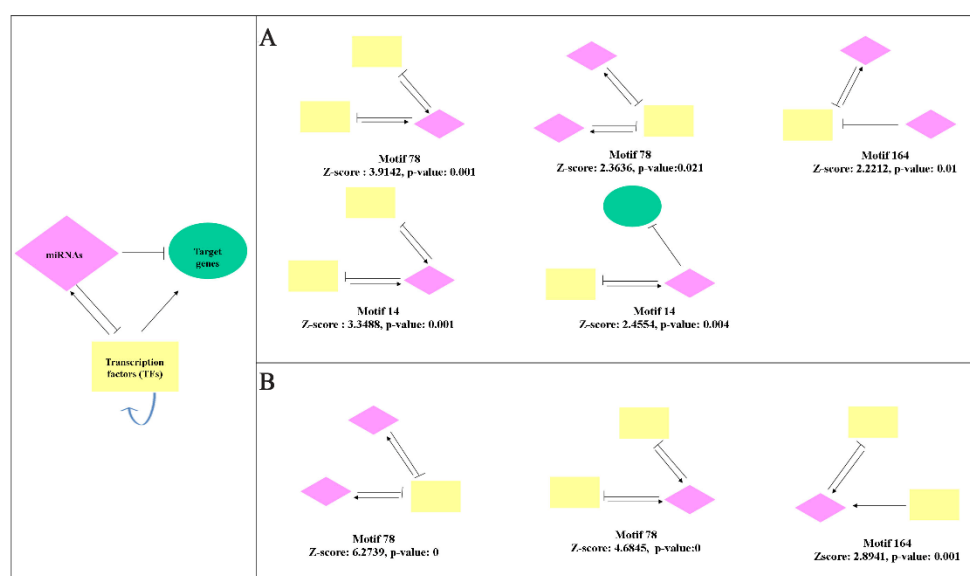 miRNAs
Target
genes
Transcription
factors (TFs)
A
Motif 78
Z-score : 3.9142, p-value: 0.001
Motif 78
Z-score: 2.3636, p-value:0.021
Motif 164
Z-score: 2.2212, p-value: 0.01
Motif 14
Z-score : 3.3488, p-value: 0.001
Motif 14
Z-score: 2.4554, p-value: 0.004
B
Motif 78
Z-score: 6.2739, p-value: 0
Motif 78
Z-score: 4.6845, p-value:0
Motif 164
Zscore: 2.8941, p-value: 0.001